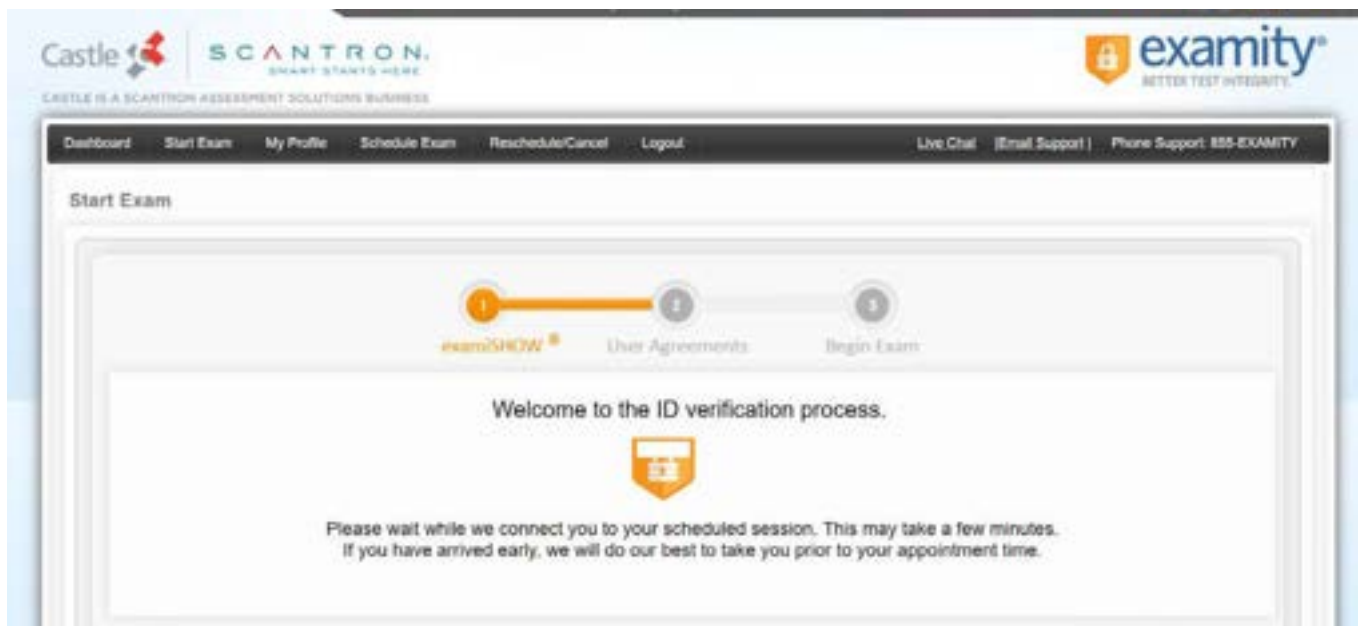 Castle
SCANTRON.
SMART STARTS HERE
examity®
BETTER TEST INTEGRITY.
CASTLE IS A SCANTRON ASSESSMENT SOLUTIONS BUSINESS
Dashboard Start Exam My Profile Schedule Exam Reschedule/Cancel Logout Live Chat |Email Support| Phone Support: 855-EXAMITY
Start Exam
1 2 3
examiSHOW ® User Agreements Begin Exam
Welcome to the ID verification process.
Please wait while we connect you to your scheduled session. This may take a few minutes.
If you have arrived early, we will do our best to take you prior to your appointment time.